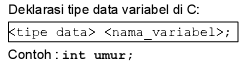 Deklarasi tipe data variabel di C:
<tipe data> <nama_variabel>;
Contoh : int umur;